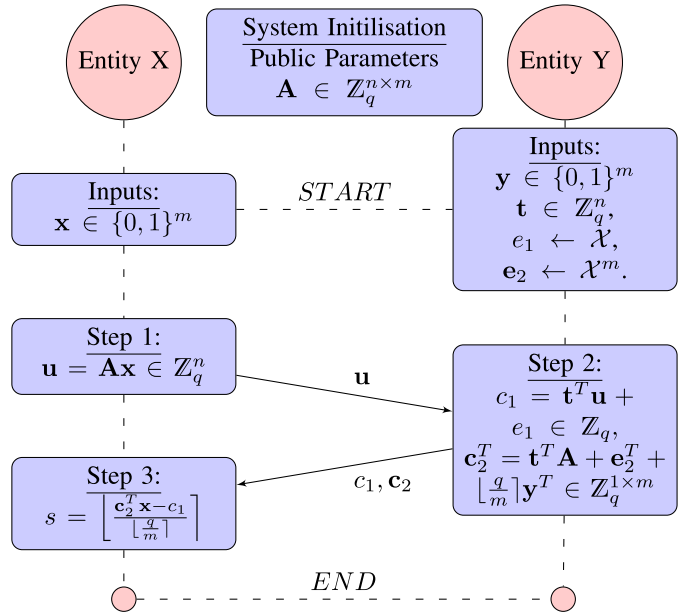 Entity X
System Initilisation
Public Parameters
𝐀 ∈ ℤ_q^{n×m}
Entity Y
Inputs:
𝐱 ∈ {0, 1}^m
START
Inputs:
𝐲 ∈ {0, 1}^m
𝐭 ∈ ℤ_q^n,
e_1 ← 𝒳,
𝐞_2 ← 𝒳^m.
Step 1:
𝐮 = 𝐀𝐱 ∈ ℤ_q^n
𝐮
Step 2:
c_1 = 𝐭^T 𝐮 +
e_1 ∈ ℤ_q,
𝐜_2^T = 𝐭^T 𝐀 + 𝐞_2^T +
⌊q/m⌉𝐲^T ∈ ℤ_q^{1×m}
c_1, 𝐜_2
Step 3:
s = ⌊(𝐜_2^T 𝐱 − c_1)/⌊q/m⌉⌉
END